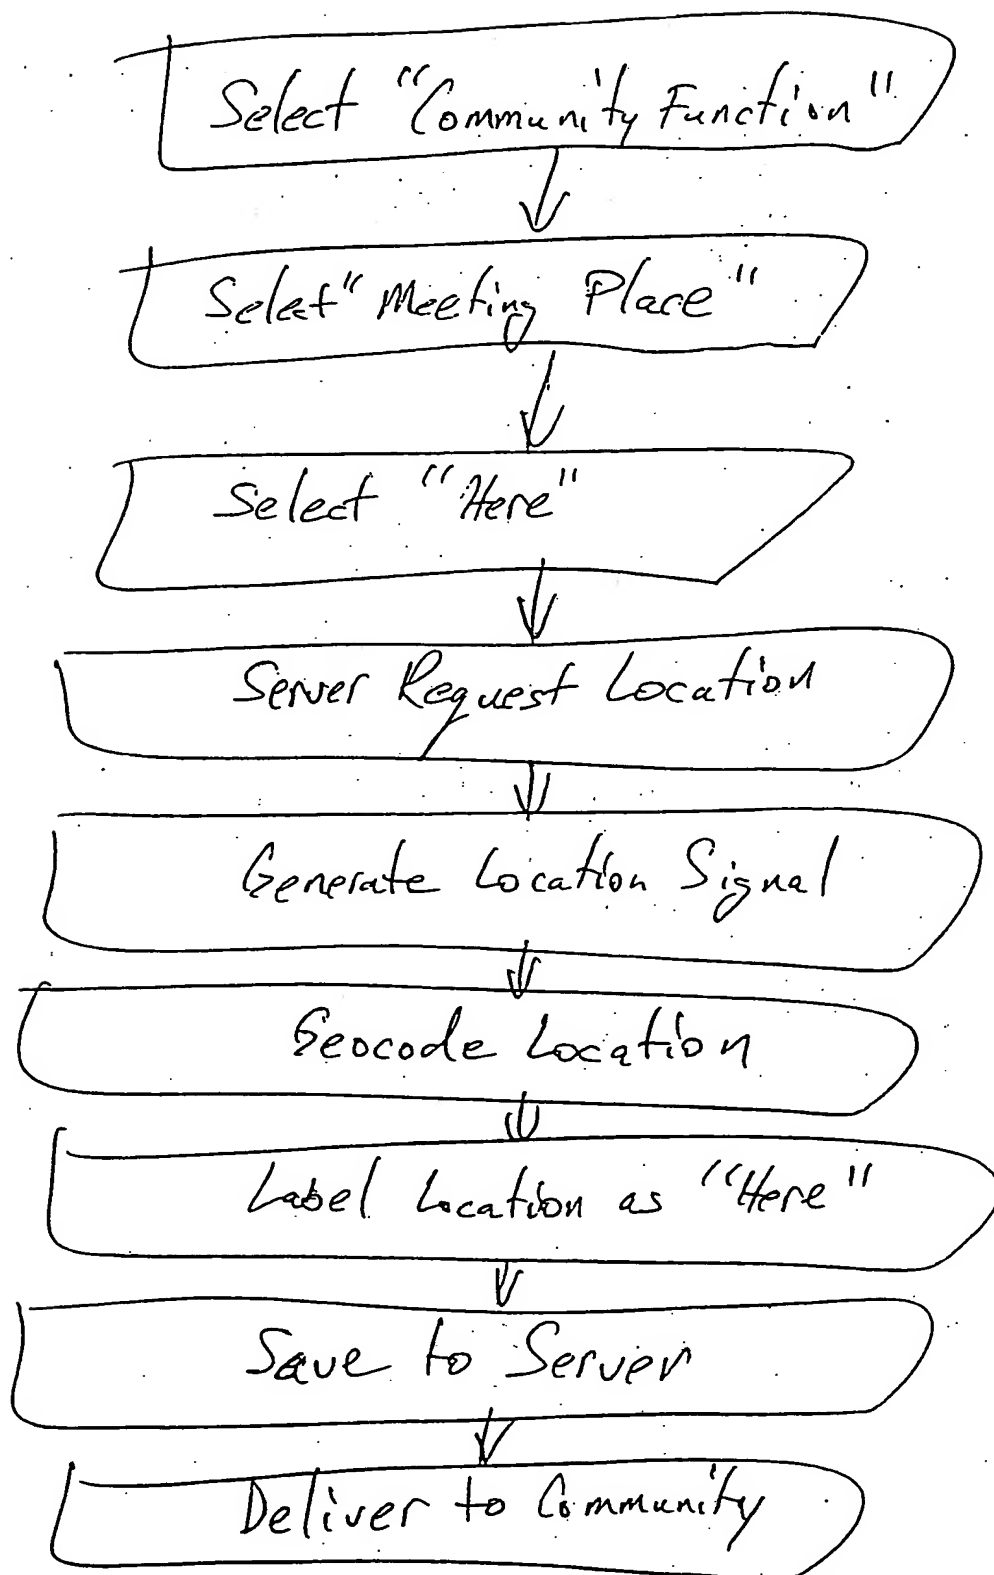 Select "Community Function"
Select "Meeting Place"
Select "Here"
Server Request Location
Generate Location Signal
Geocode Location
Label Location as "Here"
Save to Server
Deliver to Community